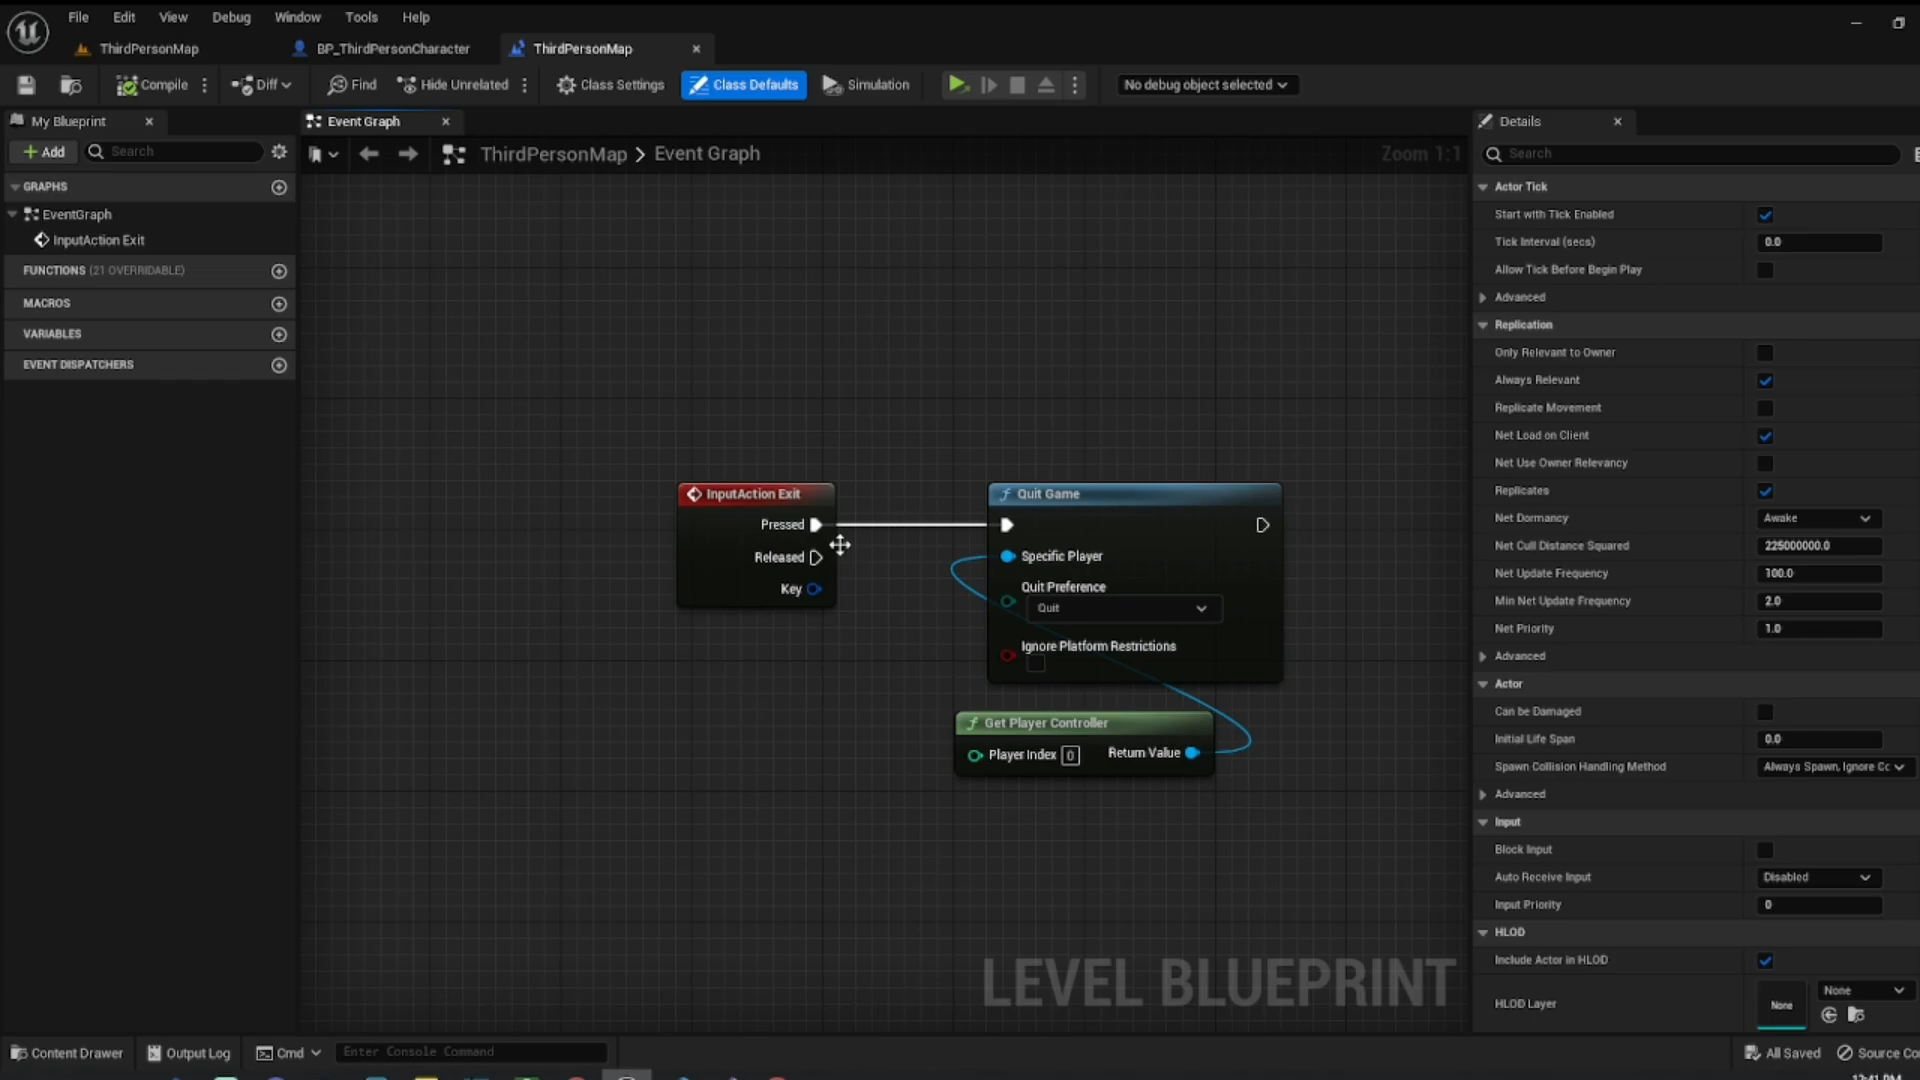 File Edit View Debug Window Tools Help
ThirdPersonMap BP_ThirdPersonCharacter ThirdPersonMap
Compile Diff Find Hide Unrelated Class Settings Class Defaults Simulation No debug object selected
My Blueprint Event Graph Details
Add Search ThirdPersonMap > Event Graph Zoom 1:1 Search
GRAPHS
EventGraph
InputAction Exit
FUNCTIONS (21 OVERRIDABLE)
MACROS
VARIABLES
EVENT DISPATCHERS
InputAction Exit
Pressed
Released
Key
Quit Game
Specific Player
Quit Preference
Quit
Ignore Platform Restrictions
Get Player Controller
Player Index 0 Return Value
LEVEL BLUEPRINT
Actor Tick
Start with Tick Enabled
Tick Interval (secs) 0.0
Allow Tick Before Begin Play
Advanced
Replication
Only Relevant to Owner
Always Relevant
Replicate Movement
Net Load on Client
Net Use Owner Relevancy
Replicates
Net Dormancy Awake
Net Cull Distance Squared 225000000.0
Net Update Frequency 100.0
Min Net Update Frequency 2.0
Net Priority 1.0
Advanced
Actor
Can be Damaged
Initial Life Span 0.0
Spawn Collision Handling Method Always Spawn, Ignore Cc
Advanced
Input
Block Input
Auto Receive Input Disabled
Input Priority 0
HLOD
Include Actor in HLOD
HLOD Layer None None
Content Drawer Output Log Cmd Enter Console Command All Saved Source Co
12:41 PM